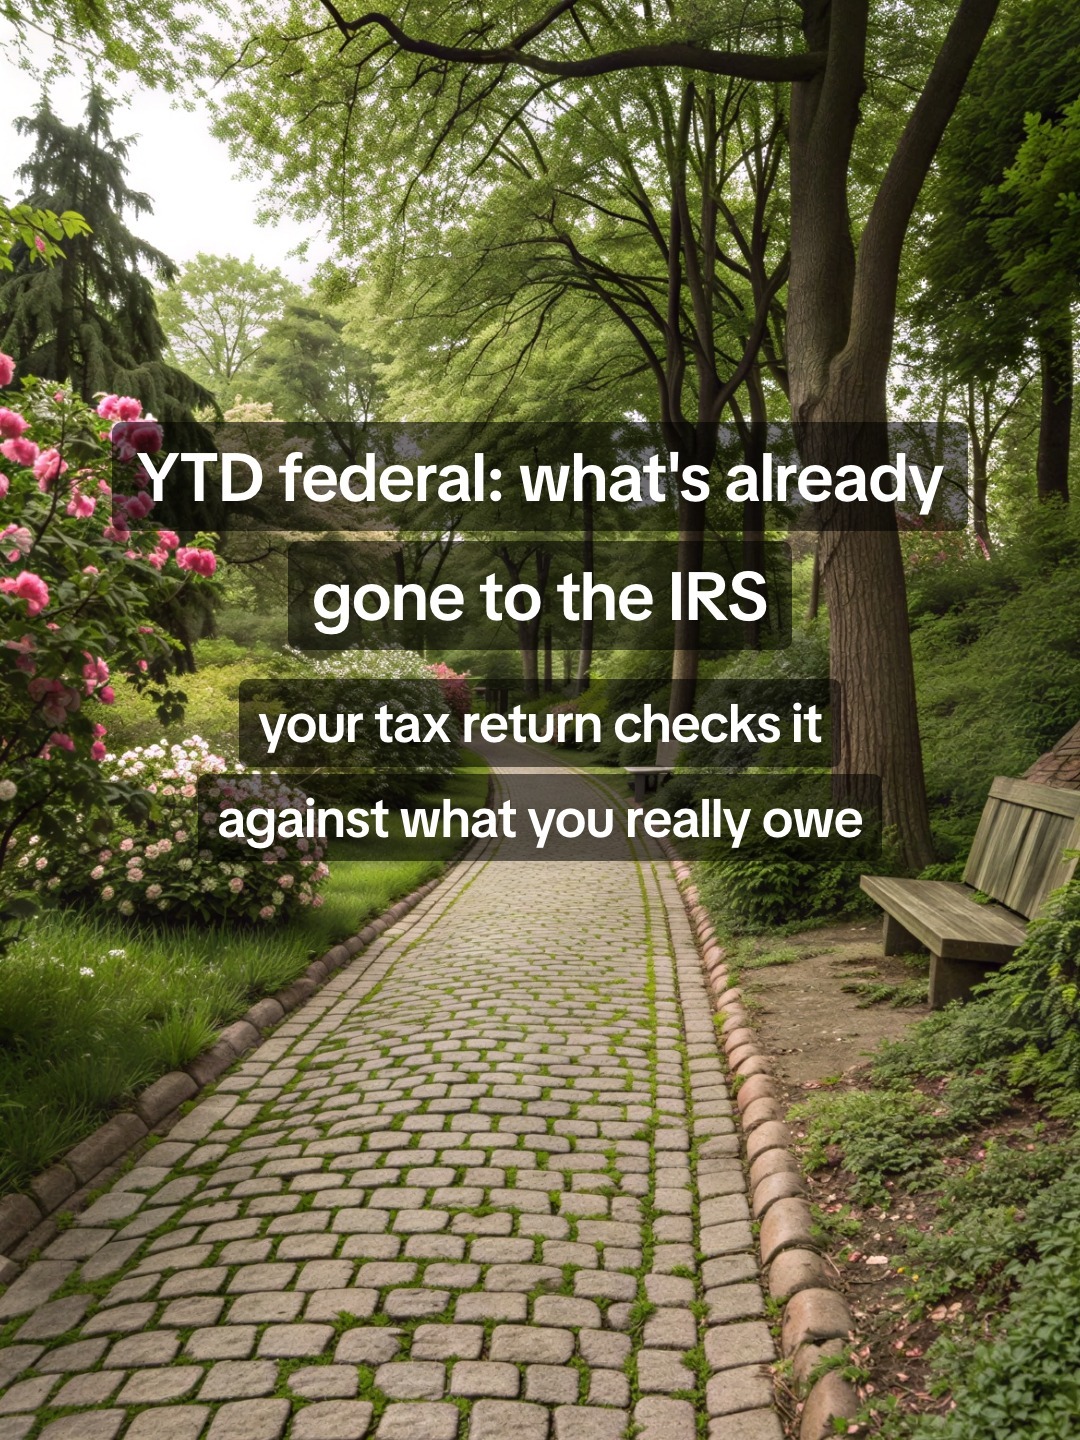 YTD federal: what's already
gone to the IRS
your tax return checks it
against what you really owe